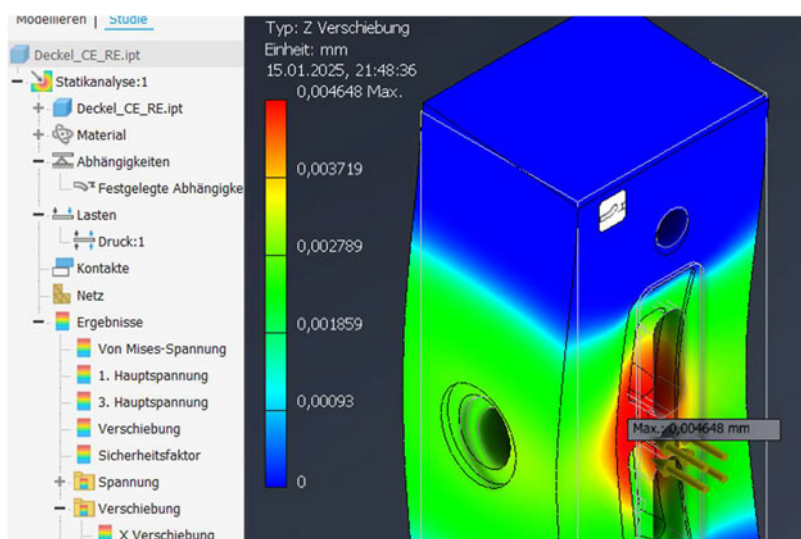 Modellieren | Studie
Deckel_CE_RE.ipt
Statikanalyse:1
Deckel_CE_RE.ipt
Material
Abhängigkeiten
Festgelegte Abhängigke
Lasten
Druck:1
Kontakte
Netz
Ergebnisse
Von Mises-Spannung
1. Hauptspannung
3. Hauptspannung
Verschiebung
Sicherheitsfaktor
Spannung
Verschiebung
X Verschiebung
Typ: Z Verschiebung
Einheit: mm
15.01.2025, 21:48:36
0,004648 Max.
0,003719
0,002789
0,001859
0,00093
0
Max.: 0,004648 mm